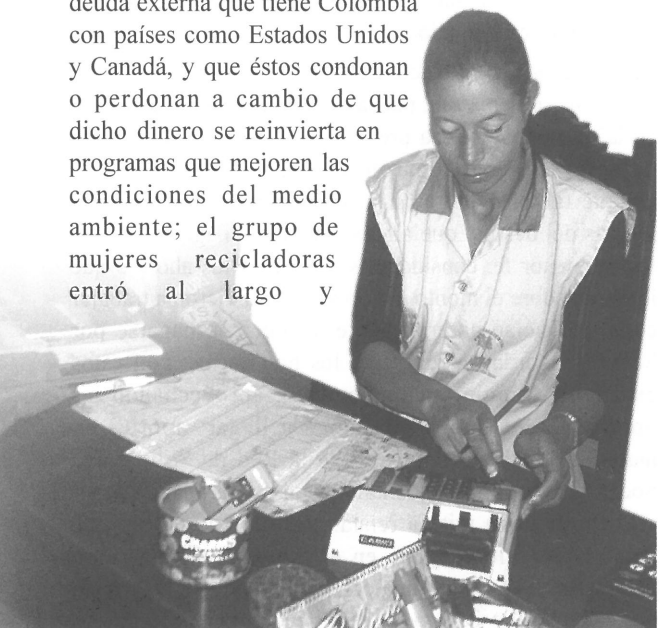 deuda externa que tiene Colombia
con países como Estados Unidos
y Canadá, y que éstos condonan
o perdonan a cambio de que
dicho dinero se reinvierta en
programas que mejoren las
condiciones del medio
ambiente; el grupo de
mujeres recicladoras
entró al largo y
CHARMS
CASIO